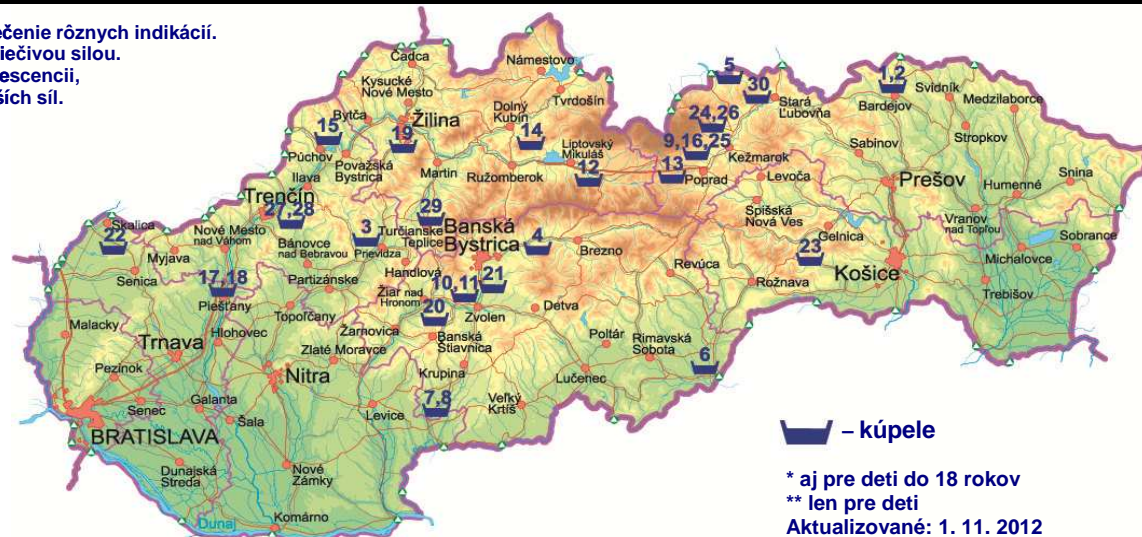 ečenie rôznych indikácií.
liečivou silou.
escencii,
ších síl.
Čadca
Námestovo
Kysucké
Nové Mesto
Tvrdošín
Dolný
Kubín
Bytča
Žilina
5
30
Stará
Ľubovňa
1,2
Bardejov
Svidník
Medzilaborce
Stropkov
24,26
15
19
14
9,16,25
Kežmarok
Sabinov
Púchov
Považská
Bystrica
Liptovský
Mikuláš
12
13
Poprad
Levoča
Prešov
Ilava
Martin
Ružomberok
Humenné
Snina
Trenčín
27,28
Spišská
Nová Ves
Vranov
nad Topľou
Skalica
22
Nové Mesto
nad Váhom
Myjava
Bánovce
nad Bebravou
3
Prievidza
29
Turčianske
Teplice
Banská
Bystrica
4
Brezno
Gelnica
23
Sobrance
Michalovce
Senica
Partizánske
Handlová
Revúca
Košice
Rožňava
Trebišov
17,18
Piešťany
Topoľčany
Žiar nad
Hronom
10,11
21
Zvolen
Detva
Malacky
Hlohovec
Žarnovica
20
Banská
Štiavnica
Poltár
Rimavská
Sobota
Trnava
Zlaté Moravce
Pezinok
Nitra
Krupina
6
Lučenec
Senec
Galanta
Šala
Levice
7,8
Veľký
Krtíš
BRATISLAVA
Dunajská
Streda
Nové
Zámky
Dunaj
Komárno
– kúpele
* aj pre deti do 18 rokov
** len pre deti
Aktualizované: 1. 11. 2012